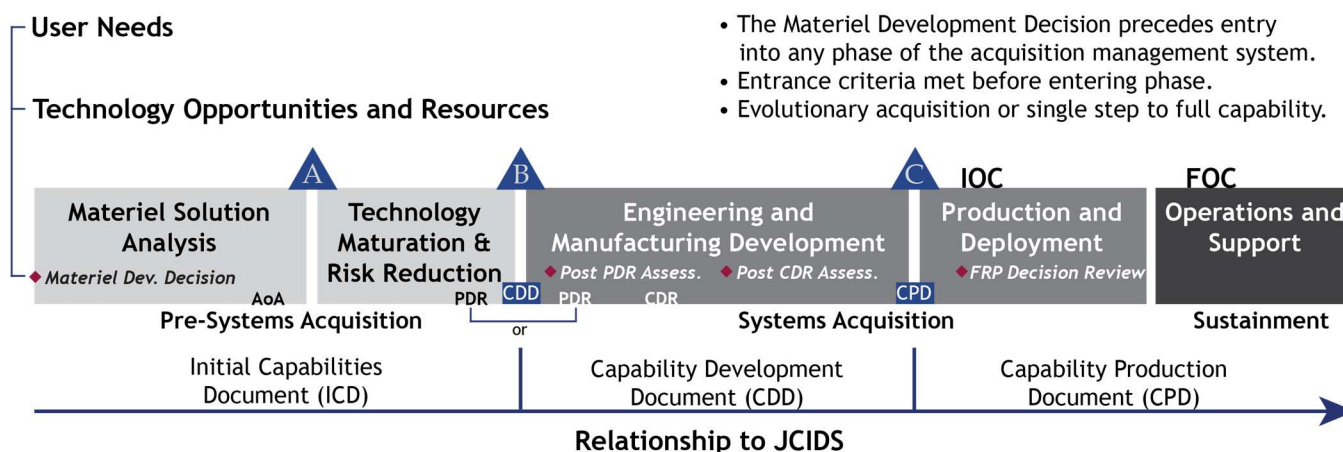 User Needs
Technology Opportunities and Resources
• The Materiel Development Decision precedes entry
into any phase of the acquisition management system.
• Entrance criteria met before entering phase.
• Evolutionary acquisition or single step to full capability.
A
B
C
IOC
FOC
Materiel Solution
Analysis
Materiel Dev. Decision
AoA
Technology
Maturation &
Risk Reduction
PDR
CDD
Engineering and
Manufacturing Development
Post PDR Assess.
Post CDR Assess.
PDR
CDR
CPD
Production and
Deployment
FRP Decision Review
Operations and
Support
Pre-Systems Acquisition
or
Systems Acquisition
Sustainment
Initial Capabilities
Document (ICD)
Capability Development
Document (CDD)
Capability Production
Document (CPD)
Relationship to JCIDS